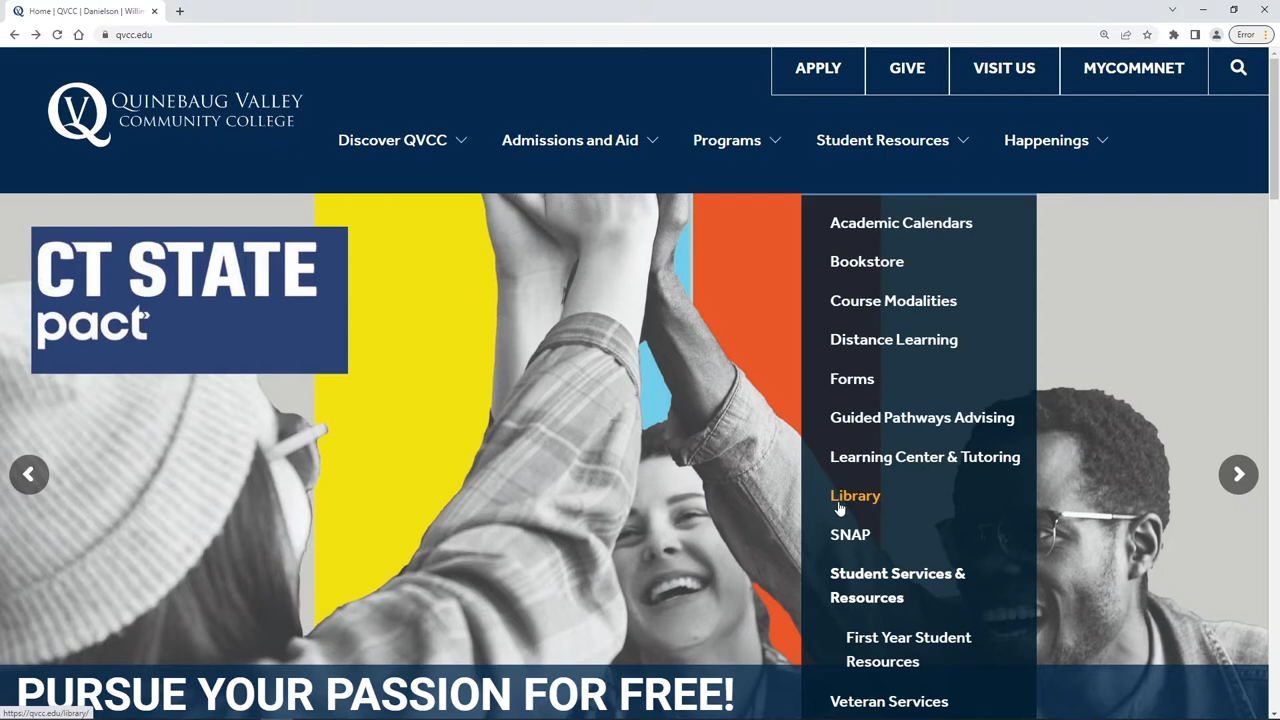 Home | QVCC | Danielson | Willim
qvcc.edu
Error
APPLY
GIVE
VISIT US
MYCOMMNET
QUINEBAUG VALLEY
COMMUNITY COLLEGE
Discover QVCC
Admissions and Aid
Programs
Student Resources
Happenings
CT STATE
pact
Academic Calendars
Bookstore
Course Modalities
Distance Learning
Forms
Guided Pathways Advising
Learning Center & Tutoring
Library
SNAP
Student Services &
Resources
First Year Student
Resources
Veteran Services
PURSUE YOUR PASSION FOR FREE!
https://qvcc.edu/library/